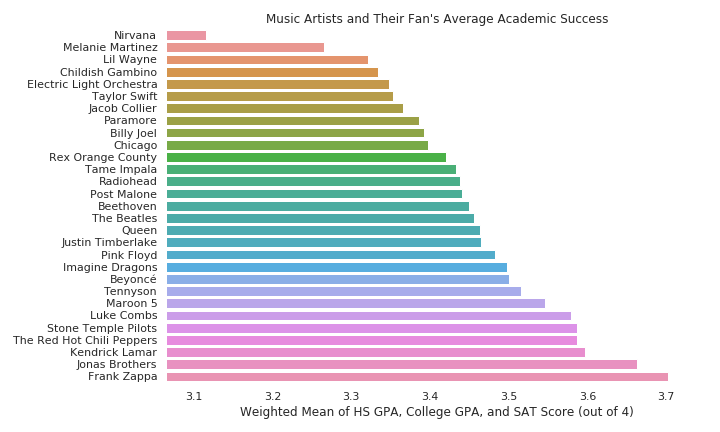 Music Artists and Their Fan's Average Academic Success
Nirvana
Melanie Martinez
Lil Wayne
Childish Gambino
Electric Light Orchestra
Taylor Swift
Jacob Collier
Paramore
Billy Joel
Chicago
Rex Orange County
Tame Impala
Radiohead
Post Malone
Beethoven
The Beatles
Queen
Justin Timberlake
Pink Floyd
Imagine Dragons
Beyoncé
Tennyson
Maroon 5
Luke Combs
Stone Temple Pilots
The Red Hot Chili Peppers
Kendrick Lamar
Jonas Brothers
Frank Zappa
3.1 3.2 3.3 3.4 3.5 3.6 3.7
Weighted Mean of HS GPA, College GPA, and SAT Score (out of 4)